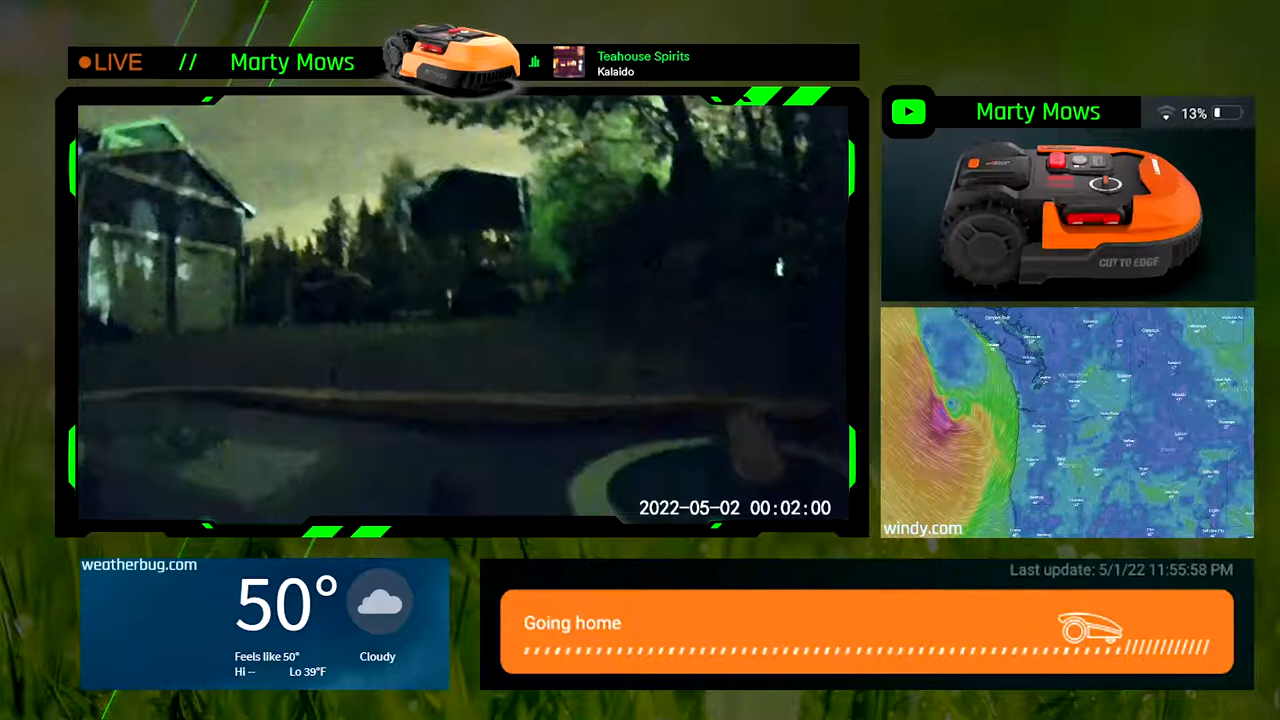 LIVE // Marty Mows
Teahouse Spirits
Kalaido
Marty Mows
13%
CUT TO EDGE
2022-05-02 00:02:00
windy.com
weatherbug.com
50°
Feels like 50°
Hi -- Lo 39°F
Cloudy
Last update: 5/1/22 11:55:58 PM
Going home